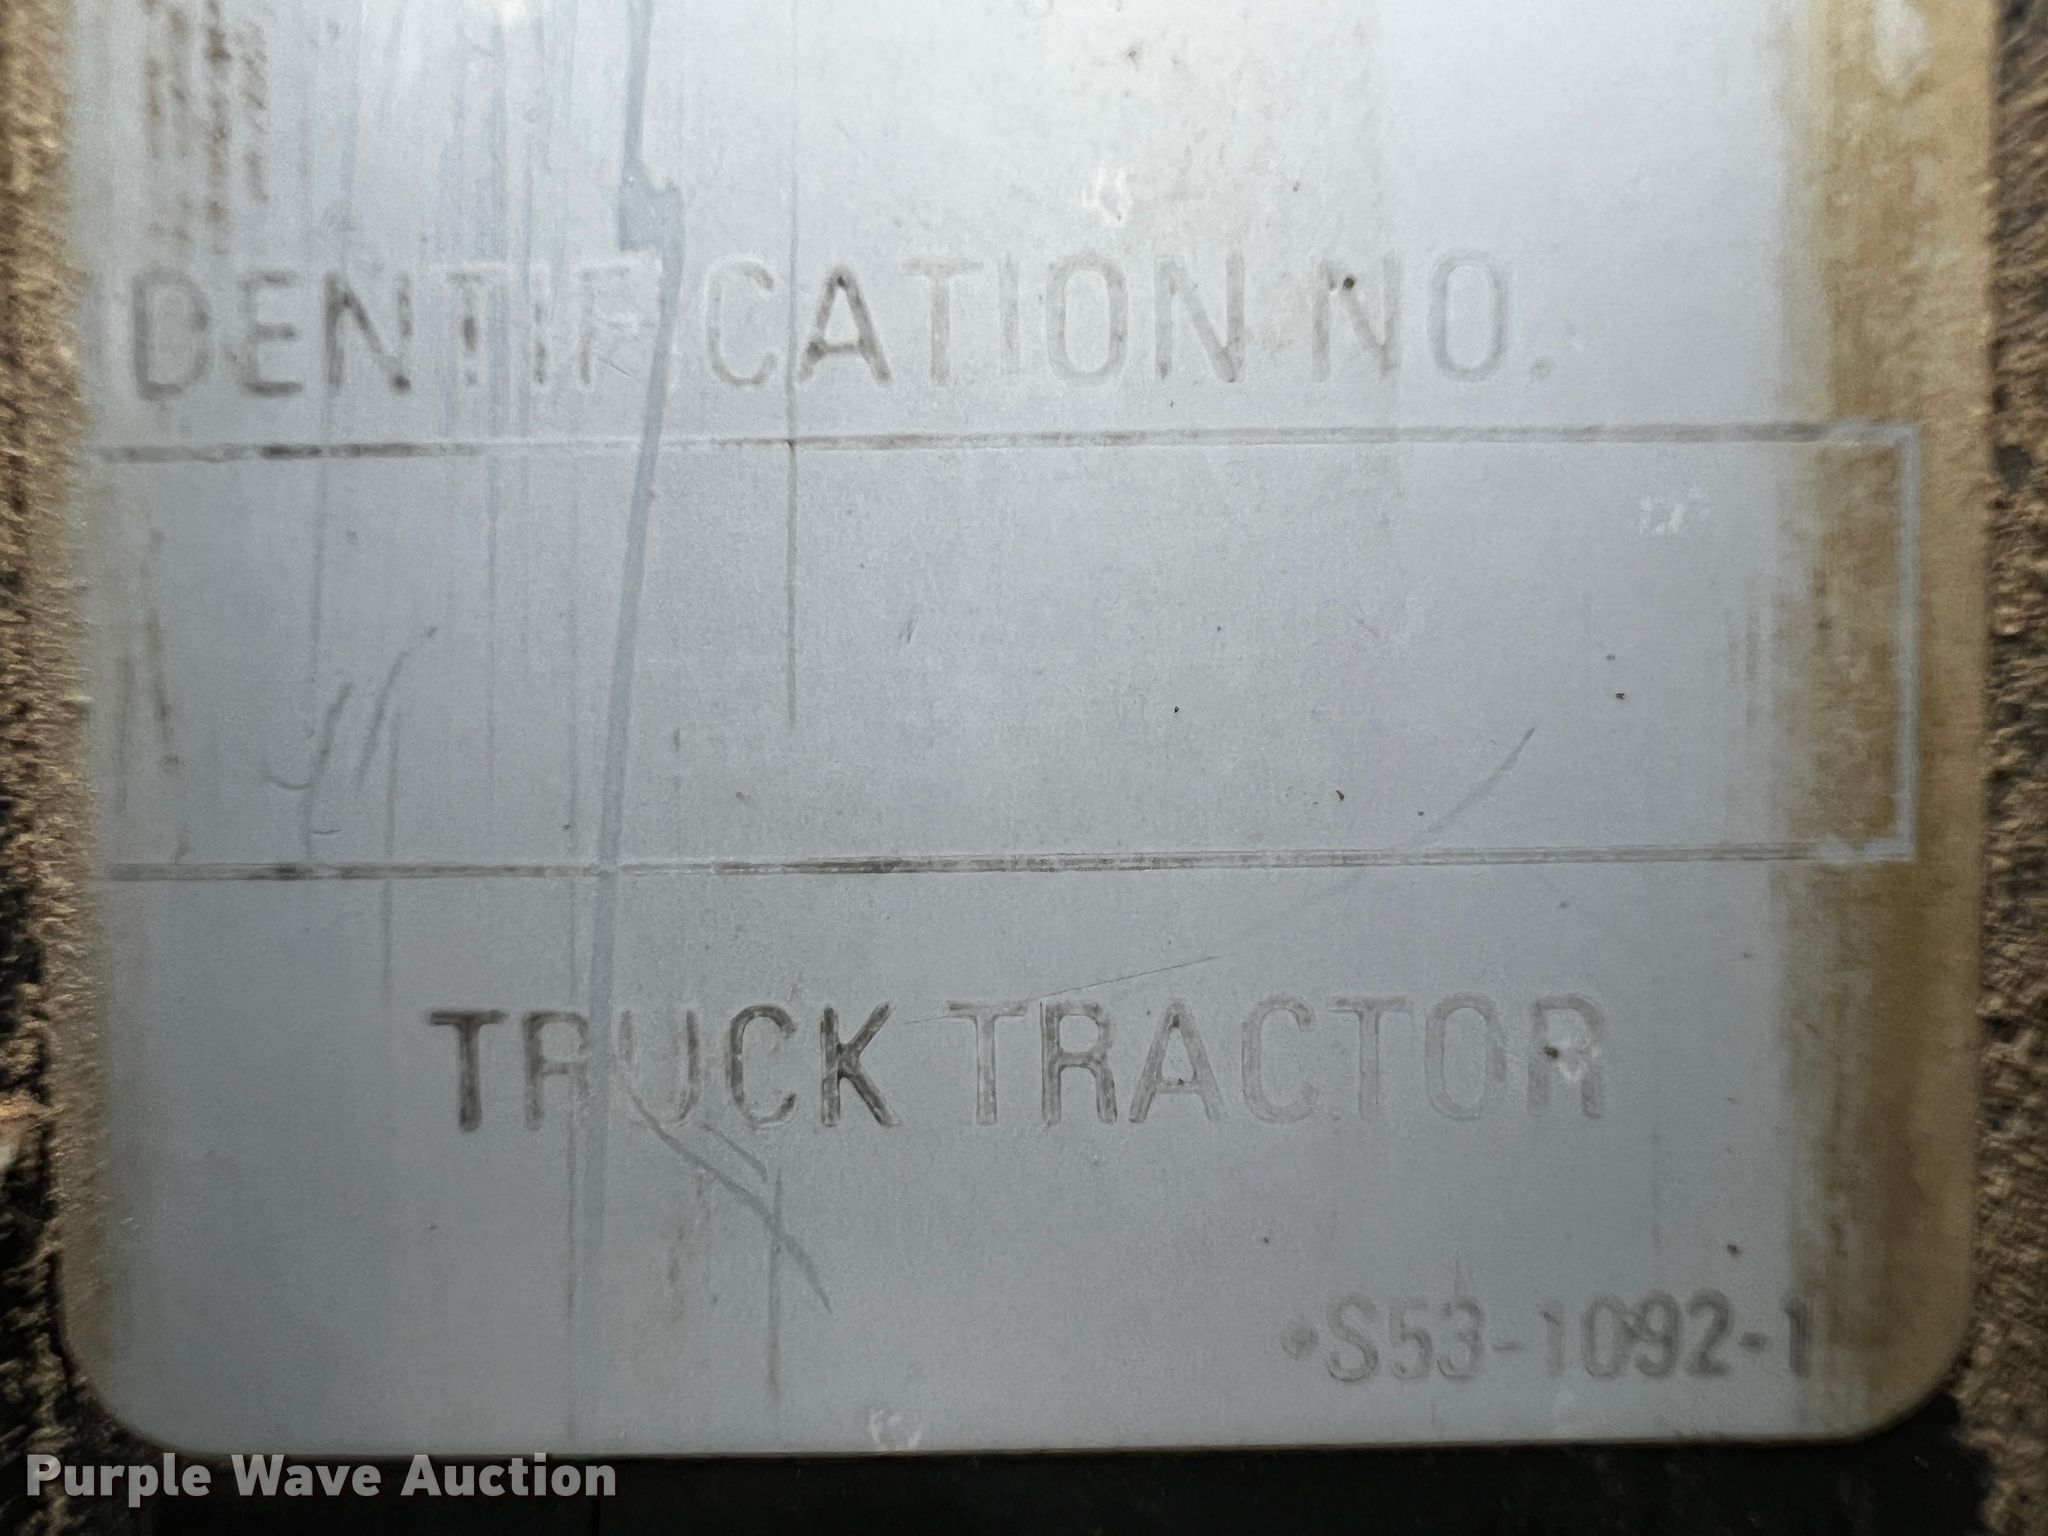 IDENTIFICATION NO.
TRUCK TRACTOR
•S53-1092-1
Purple Wave Auction